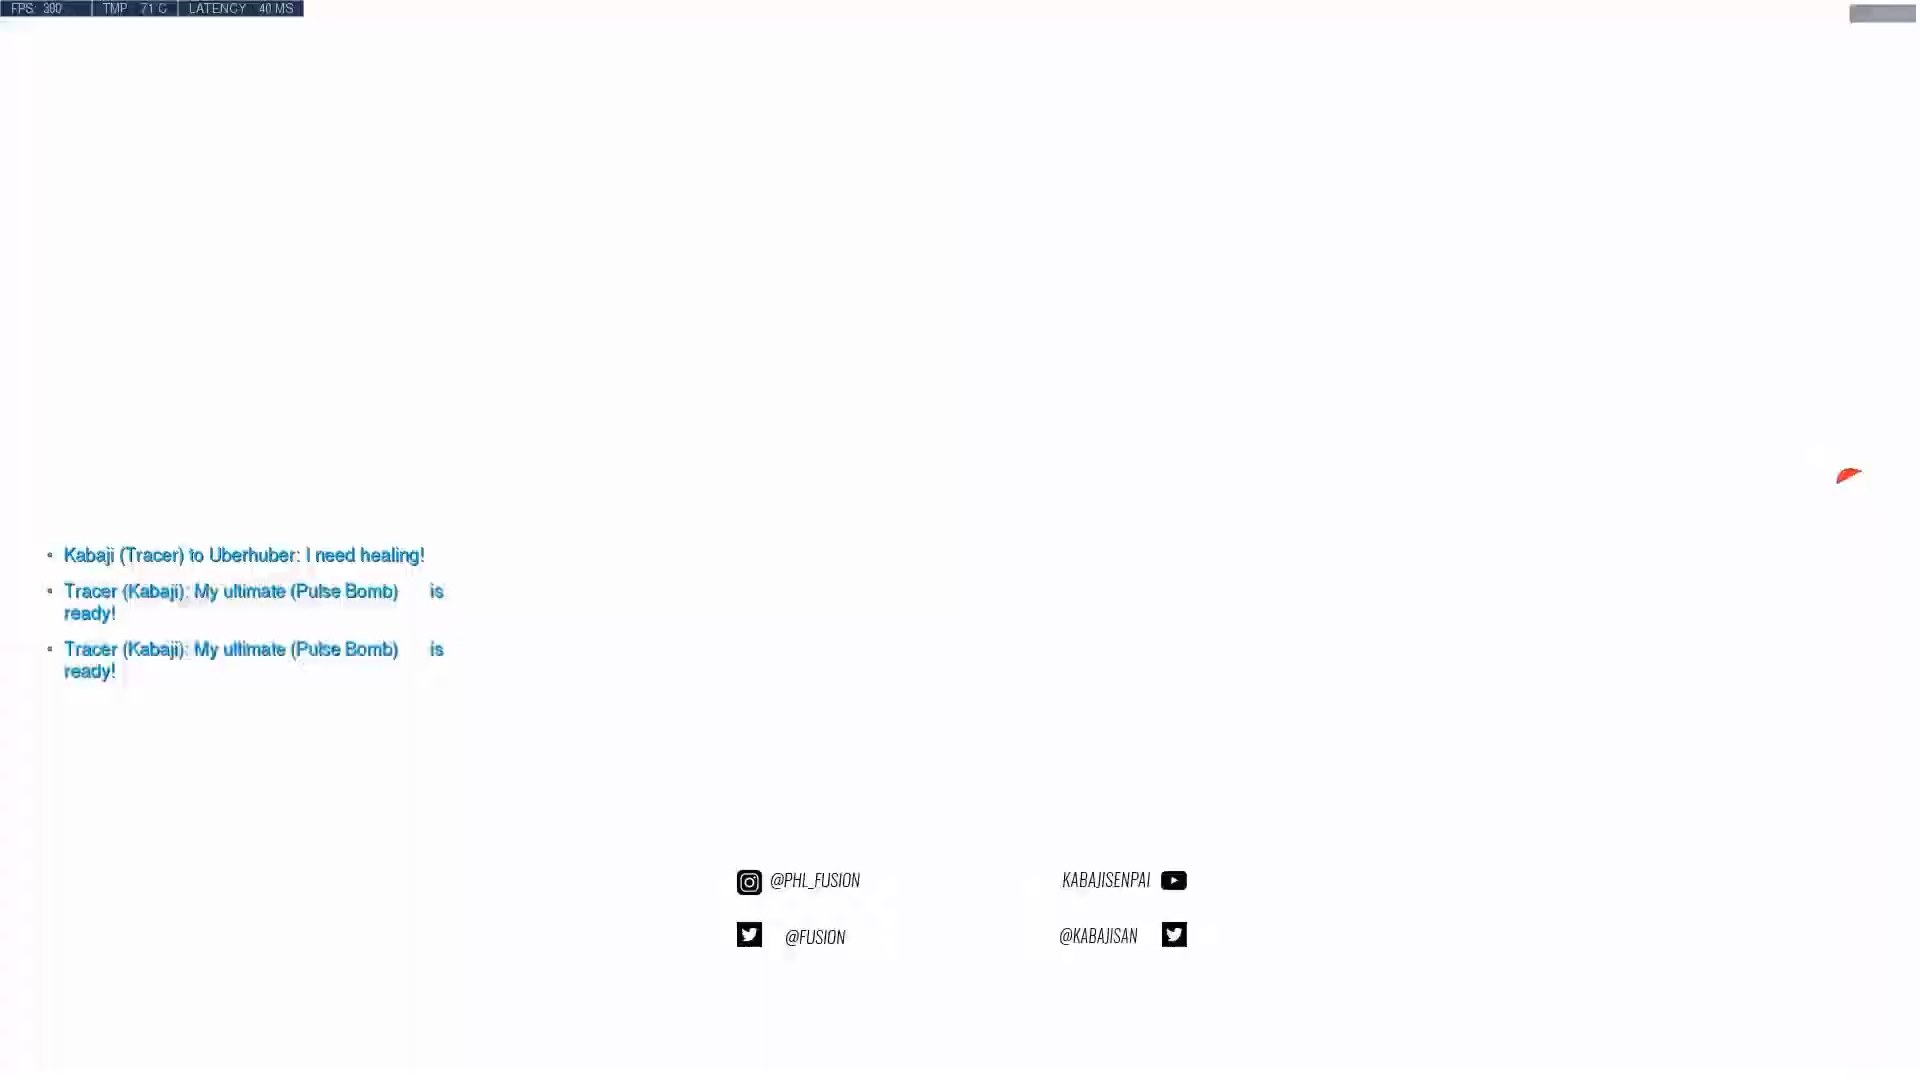 FPS: 300 TMP 71 C LATENCY 40 MS
Kabaji (Tracer) to Uberhuber: I need healing!
Tracer (Kabaji): My ultimate (Pulse Bomb) is
ready!
Tracer (Kabaji): My ultimate (Pulse Bomb) is
ready!
@PHL_FUSION KABAJISENPAI
@FUSION @KABAJISAN